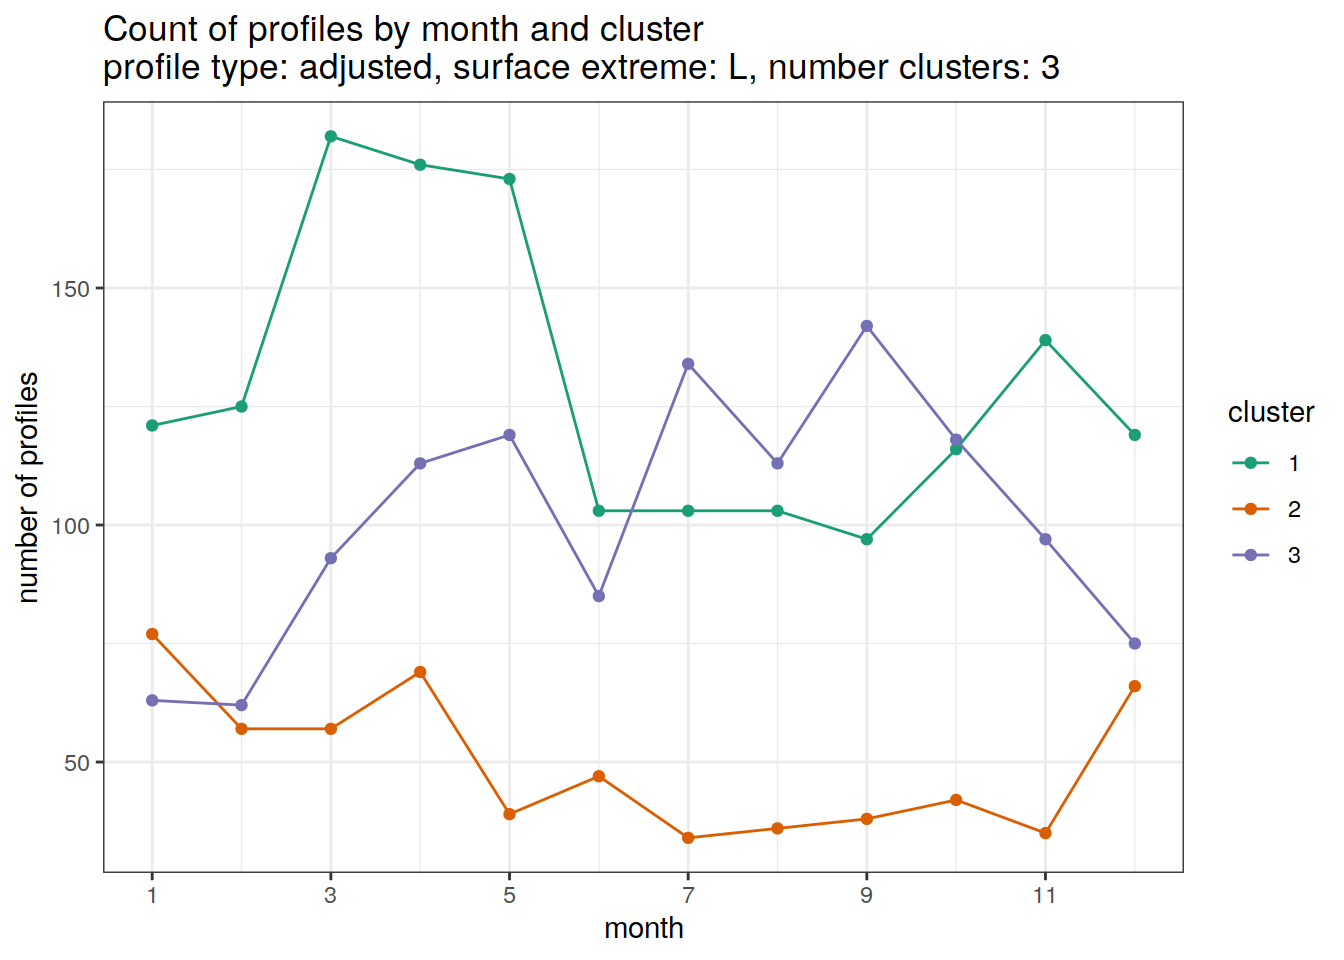 Count of profiles by month and cluster
profile type: adjusted, surface extreme: L, number clusters: 3
150
100
50
number of profiles
1 3 5 7 9 11
month
cluster
1
2
3